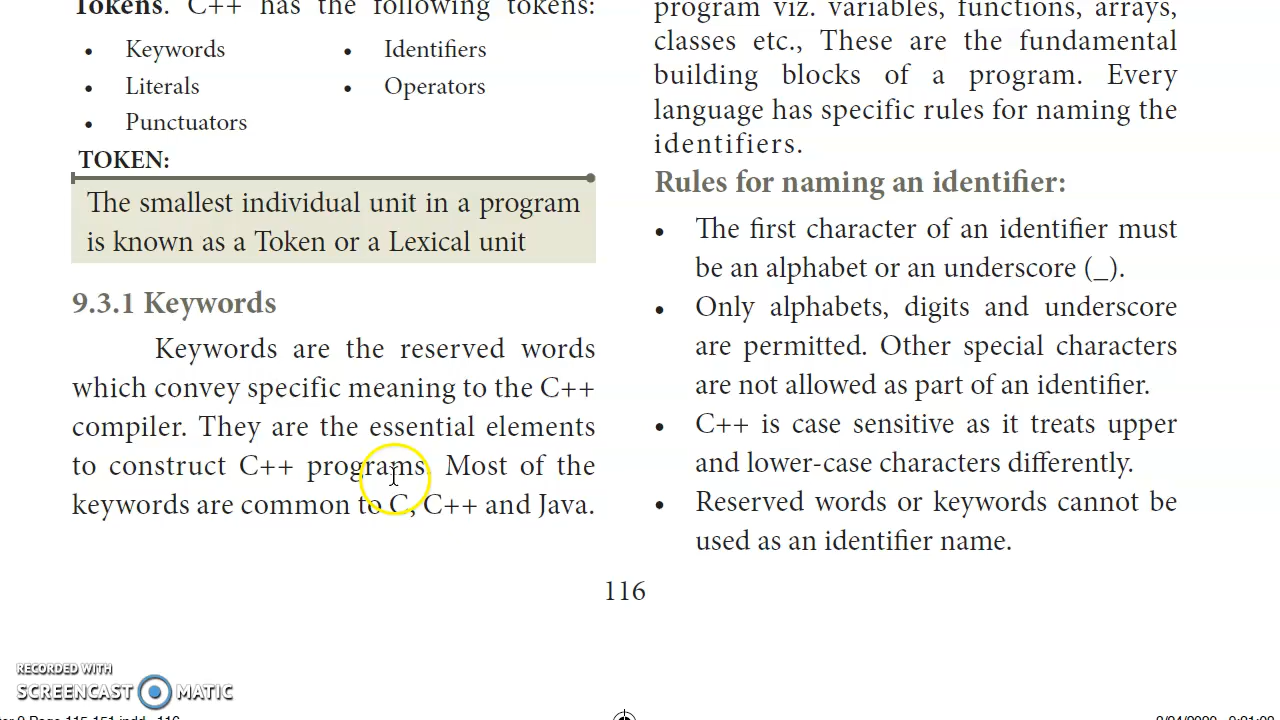 Tokens. C++ has the following tokens:
• Keywords • Identifiers
• Literals • Operators
• Punctuators
TOKEN:
The smallest individual unit in a program
is known as a Token or a Lexical unit
9.3.1 Keywords
Keywords are the reserved words
which convey specific meaning to the C++
compiler. They are the essential elements
to construct C++ programs. Most of the
keywords are common to C, C++ and Java.
program viz. variables, functions, arrays,
classes etc., These are the fundamental
building blocks of a program. Every
language has specific rules for naming the
identifiers.
Rules for naming an identifier:
• The first character of an identifier must
be an alphabet or an underscore (_).
• Only alphabets, digits and underscore
are permitted. Other special characters
are not allowed as part of an identifier.
• C++ is case sensitive as it treats upper
and lower-case characters differently.
• Reserved words or keywords cannot be
used as an identifier name.
116
RECORDED WITH
SCREENCAST MATIC